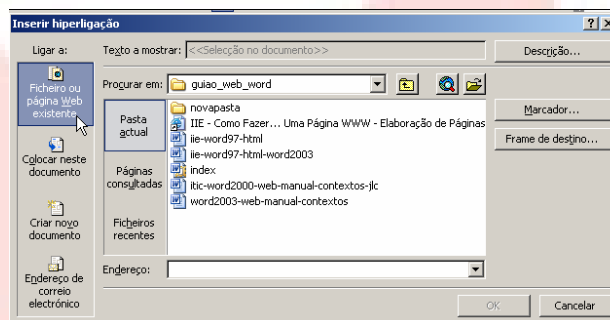 Inserir hiperligação
Ligar a:
Texto a mostrar: <<Selecção no documento>>
Descrição...
Ficheiro ou
página Web
existente
Procurar em: guiao_web_word
Pasta
actual
novapasta
IIE - Como Fazer... Uma Página WWW - Elaboração de Páginas
iie-word97-html
iie-word97-html-word2003
index
itic-word2000-web-manual-contextos-jlc
word2003-web-manual-contextos
Marcador...
Frame de destino...
Colocar neste
documento
Páginas
consultadas
Criar novo
documento
Ficheiros
recentes
Endereço de
correio
electrónico
Endereço:
OK
Cancelar